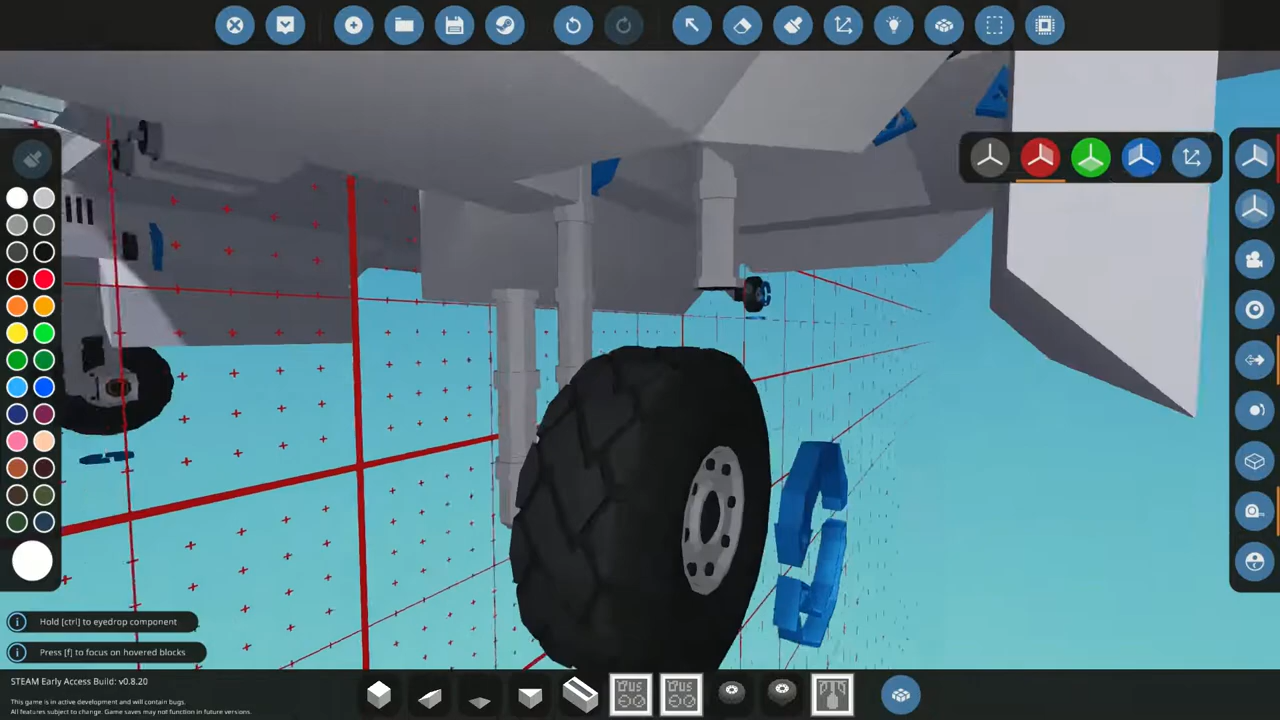 Hold [ctrl] to eyedrop component
Press [f] to focus on hovered blocks
STEAM Early Access Build: v0.8.20
This game is in active development and will contain bugs.
All features subject to change. Game saves may not function in future versions.